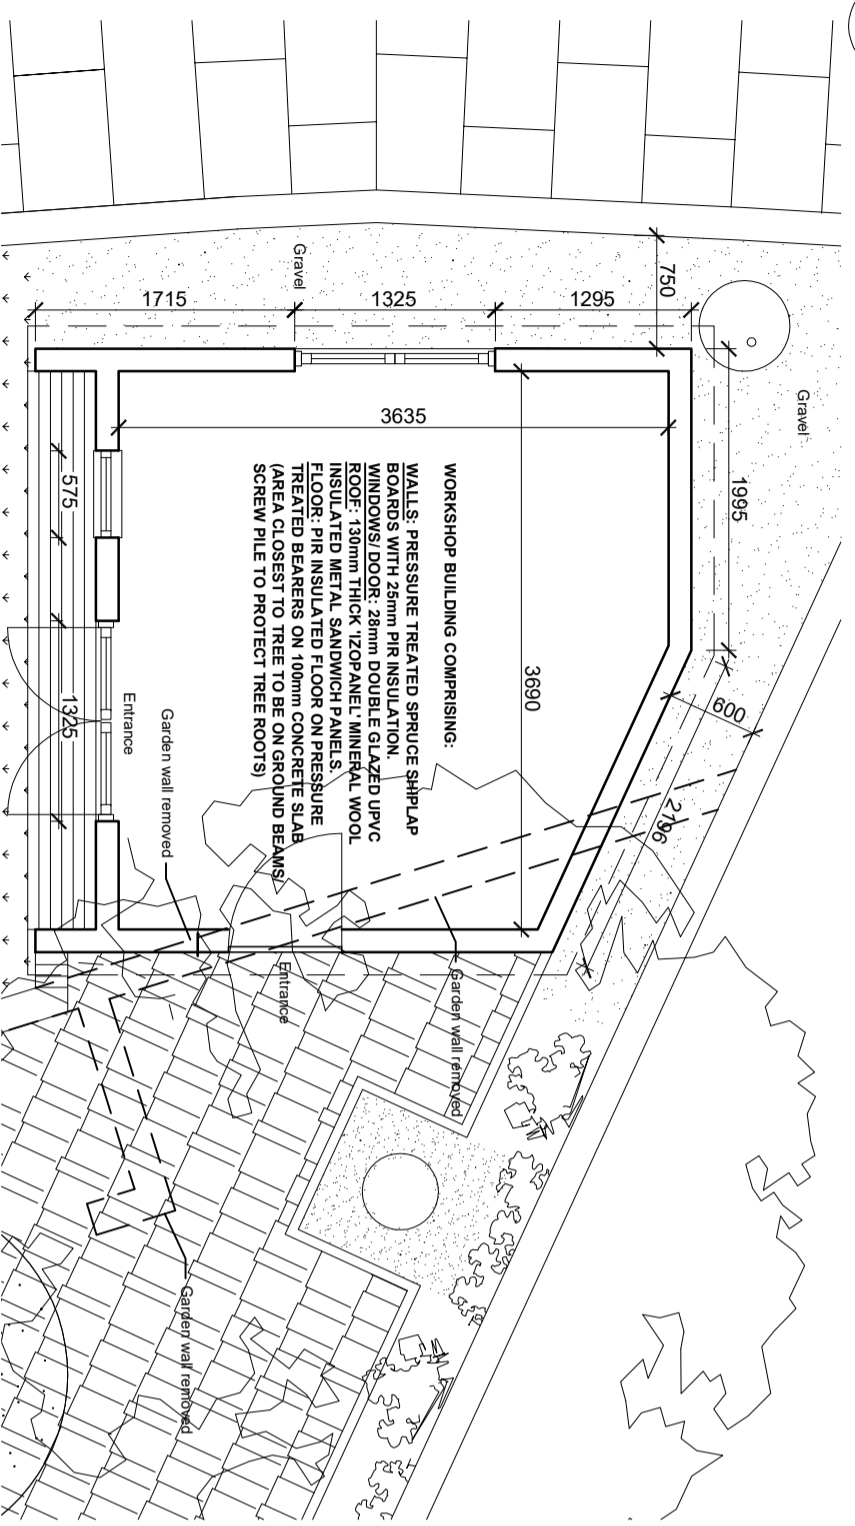 Gravel
750
1715
1325
1295
Gravel
3635
1995
575
WORKSHOP BUILDING COMPRISING:
WALLS: PRESSURE TREATED SPRUCE SHIPLAP
BOARDS WITH 25mm PIR INSULATION.
WINDOWS/ DOOR: 28mm DOUBLE GLAZED UPVC
ROOF: 130mm THICK 'IZOPANEL' MINERAL WOOL
INSULATED METAL SANDWICH PANELS.
FLOOR: PIR INSULATED FLOOR ON PRESSURE
TREATED BEARERS ON 100mm CONCRETE SLAB
(AREA CLOSEST TO TREE TO BE ON GROUND BEAMS/
SCREW PILE TO PROTECT TREE ROOTS)
3690
600
1325
Entrance
Garden wall removed
2796
Entrance
Garden wall removed
Garden wall removed